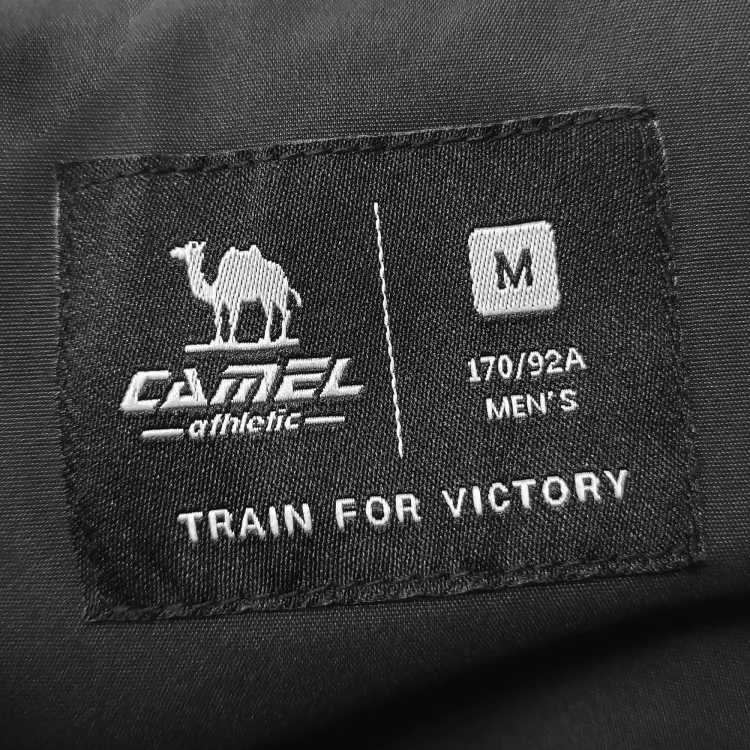 CAMEL
athletic
M
170/92A
MEN'S
TRAIN FOR VICTORY